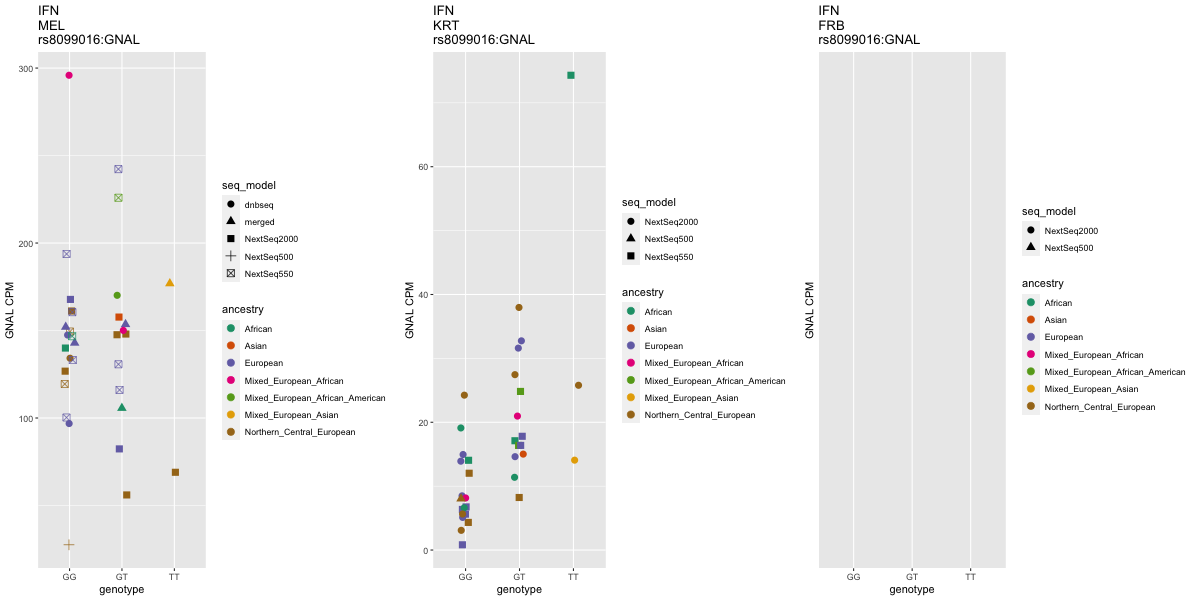 IFN
MEL
rs8099016:GNAL
GNAL CPM
300
200
100
GG
GT
TT
genotype
seq_model
dnbseq
merged
NextSeq2000
NextSeq500
NextSeq550
ancestry
African
Asian
European
Mixed_European_African
Mixed_European_African_American
Mixed_European_Asian
Northern_Central_European
IFN
KRT
rs8099016:GNAL
GNAL CPM
60
40
20
0
GG
GT
TT
genotype
seq_model
NextSeq2000
NextSeq500
NextSeq550
ancestry
African
Asian
European
Mixed_European_African
Mixed_European_African_American
Mixed_European_Asian
Northern_Central_European
IFN
FRB
rs8099016:GNAL
GNAL CPM
GG
GT
TT
genotype
seq_model
NextSeq2000
NextSeq500
ancestry
African
Asian
European
Mixed_European_African
Mixed_European_African_American
Mixed_European_Asian
Northern_Central_European